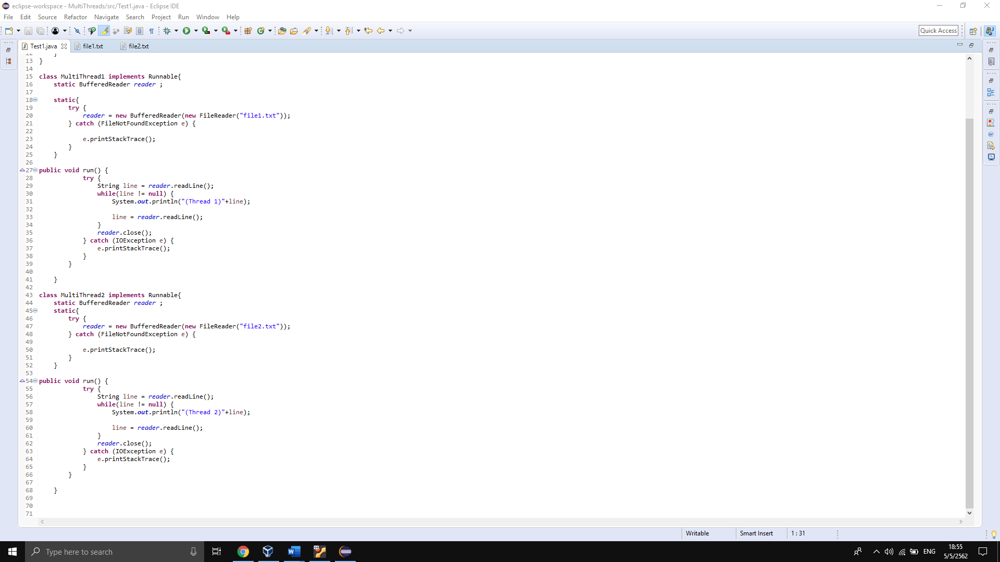 eclipse-workspace - MultiThreads/src/Test1.java - Eclipse IDE
File Edit Source Refactor Navigate Search Project Run Window Help
Quick Access
Test1.java file1.txt file2.txt
12 }
13 }
14
15 class MultiThread1 implements Runnable{
16 static BufferedReader reader ;
17
18 static{
19 try {
20 reader = new BufferedReader(new FileReader("file1.txt"));
21 } catch (FileNotFoundException e) {
22
23 e.printStackTrace();
24 }
25 }
26
27 public void run() {
28 try {
29 String line = reader.readLine();
30 while(line != null) {
31 System.out.println("(Thread 1)"+line);
32
33 line = reader.readLine();
34 }
35 reader.close();
36 } catch (IOException e) {
37 e.printStackTrace();
38 }
39 }
40
41 }
42
43 class MultiThread2 implements Runnable{
44 static BufferedReader reader ;
45 static{
46 try {
47 reader = new BufferedReader(new FileReader("file2.txt"));
48 } catch (FileNotFoundException e) {
49
50 e.printStackTrace();
51 }
52 }
53
54 public void run() {
55 try {
56 String line = reader.readLine();
57 while(line != null) {
58 System.out.println("(Thread 2)"+line);
59
60 line = reader.readLine();
61 }
62 reader.close();
63 } catch (IOException e) {
64 e.printStackTrace();
65 }
66 }
67
68 }
69
70
71
Writable Smart Insert 1 : 31
Type here to search
ENG
18:55
5/5/2562